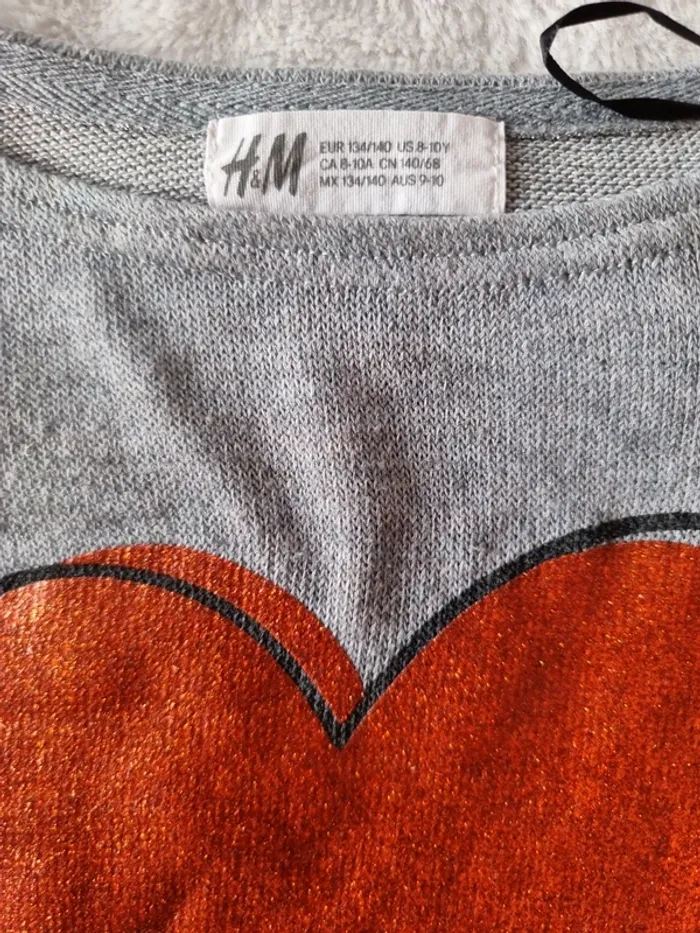 H&M
EUR 134/140 US 8-10Y
CA 8-10A CN 140/68
MX 134/140 AUS 9-10